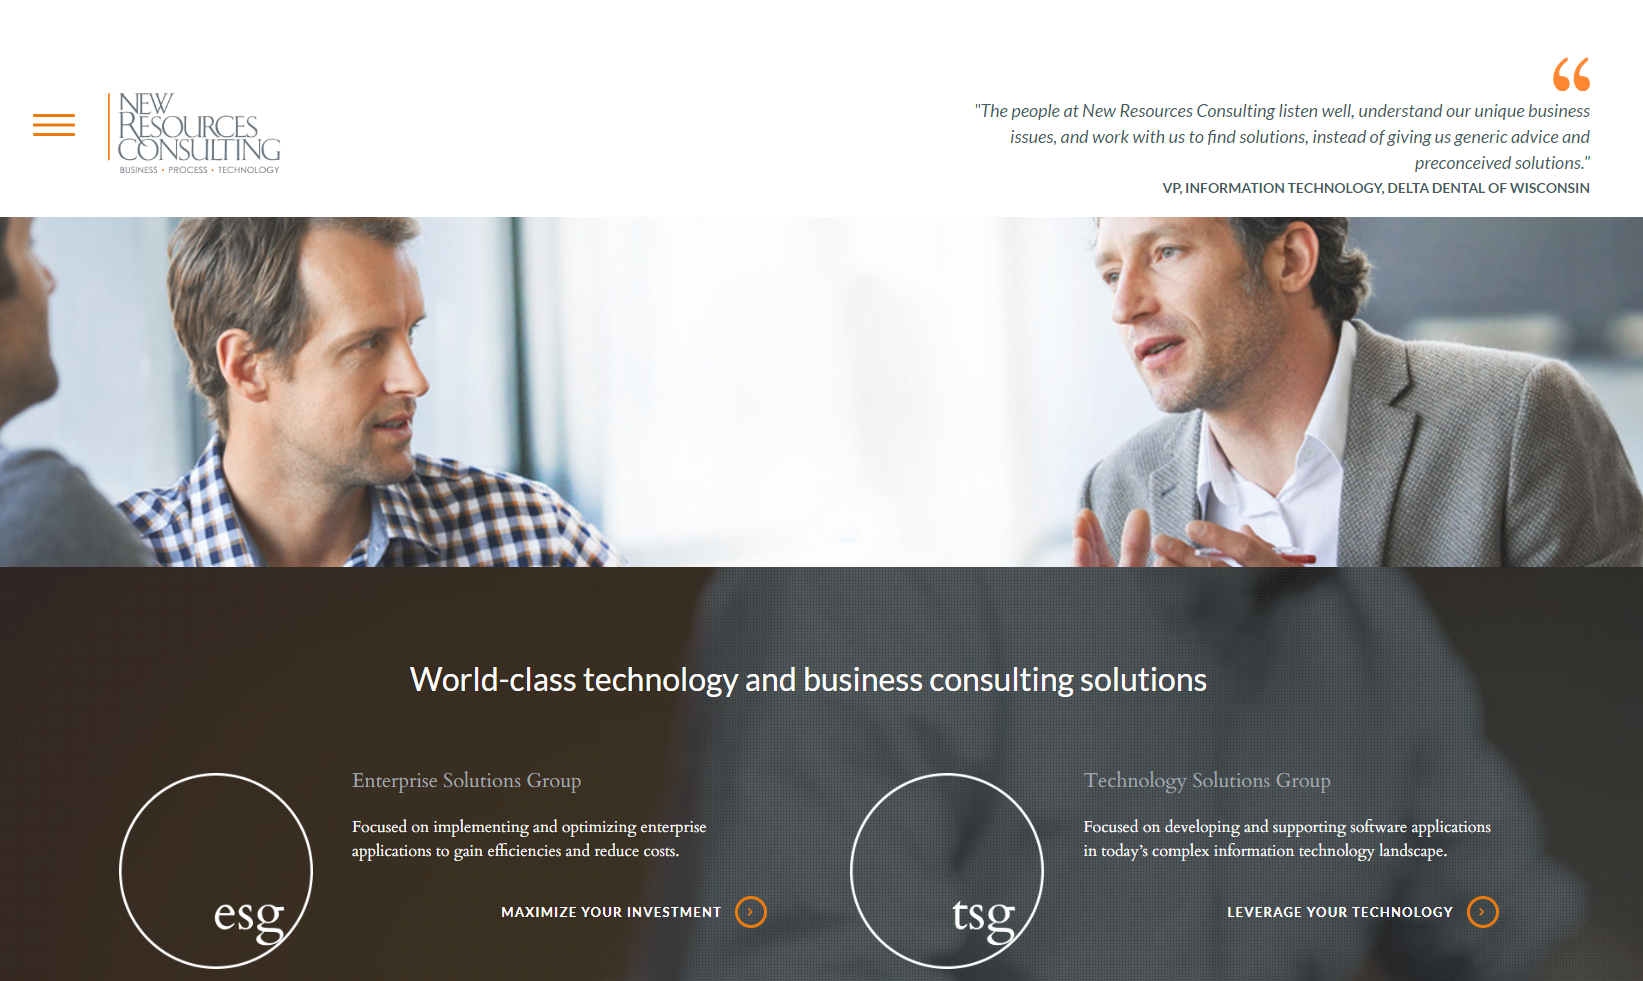 NEW
RESOURCES
CONSULTING
BUSINESS • PROCESS • TECHNOLOGY
“
"The people at New Resources Consulting listen well, understand our unique business
issues, and work with us to find solutions, instead of giving us generic advice and
preconceived solutions."
VP, INFORMATION TECHNOLOGY, DELTA DENTAL OF WISCONSIN
World-class technology and business consulting solutions
esg
Enterprise Solutions Group
Focused on implementing and optimizing enterprise
applications to gain efficiencies and reduce costs.
MAXIMIZE YOUR INVESTMENT
tsg
Technology Solutions Group
Focused on developing and supporting software applications
in today’s complex information technology landscape.
LEVERAGE YOUR TECHNOLOGY